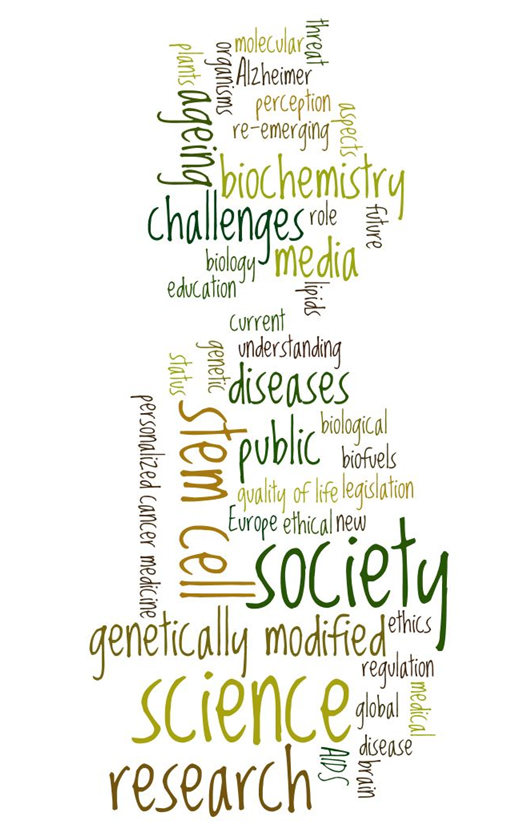 threat
molecular
plants
organisms
Alzheimer
perception
aspects
re-emerging
ageing
biochemistry
challenges
role
future
biology
media
education
lipids
current
genetic
understanding
status
diseases
personalized cancer medicine
stem cell
public
biological
biofuels
quality of life
legislation
Europe
ethical
new
society
genetically modified
ethics
regulation
science
global
medical
disease
research
AIDS
brain